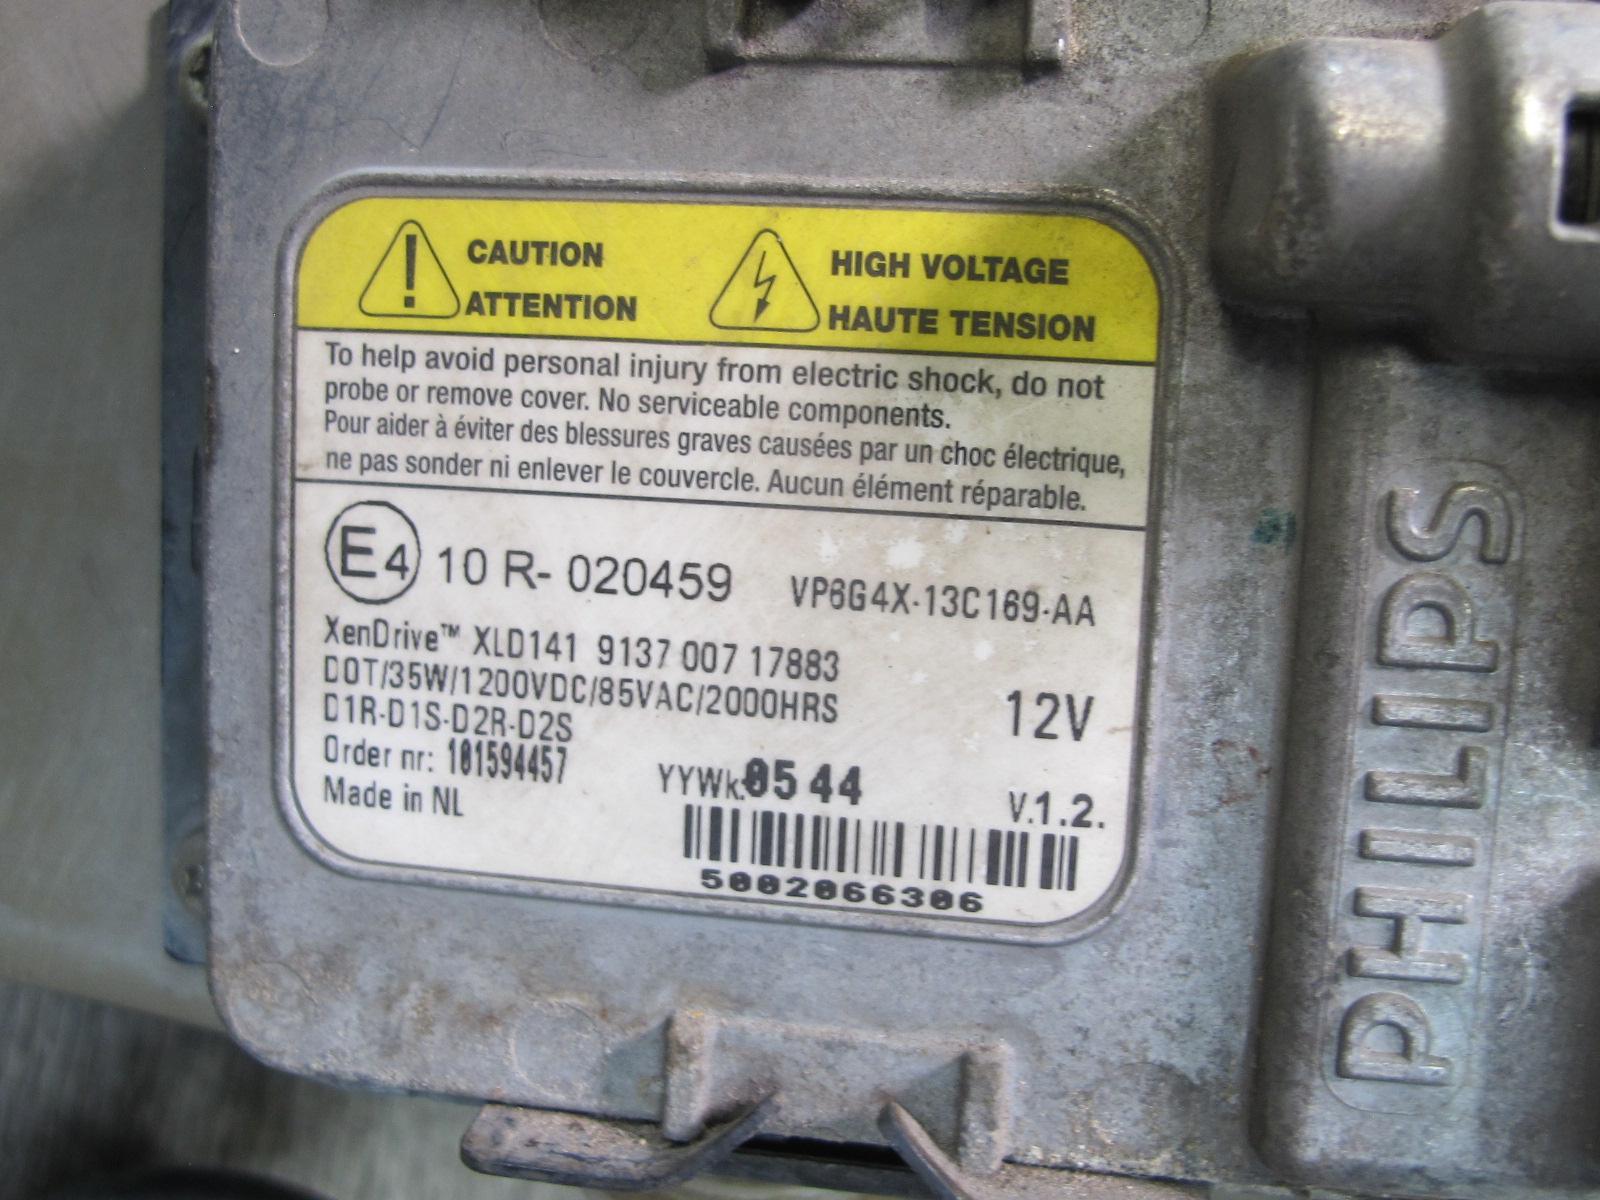 CAUTION
ATTENTION
HIGH VOLTAGE
HAUTE TENSION
To help avoid personal injury from electric shock, do not
probe or remove cover. No serviceable components.
Pour aider à éviter des blessures graves causées par un choc électrique,
ne pas sonder ni enlever le couvercle. Aucun élément réparable.
E4 10 R- 020459 VP6G4X-13C169-AA
XenDrive™ XLD141 9137 007 17883
DOT/35W/1200VDC/85VAC/2000HRS
12V
D1R-D1S-D2R-D2S
Order nr: 101594457
YYWk:0544
V.1.2.
Made in NL
5002066306
PHILIPS